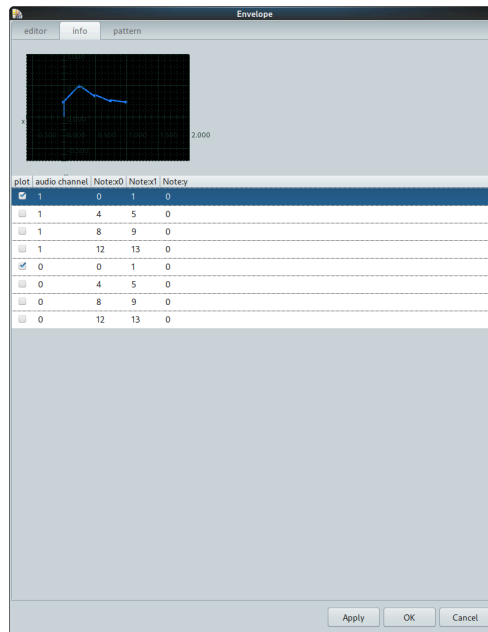 Envelope
editor info pattern
2.000
x
plot audio channel Note:x0 Note:x1 Note:y
1 0 1 0
1 4 5 0
1 8 9 0
1 12 13 0
0 0 1 0
0 4 5 0
0 8 9 0
0 12 13 0
Apply OK Cancel